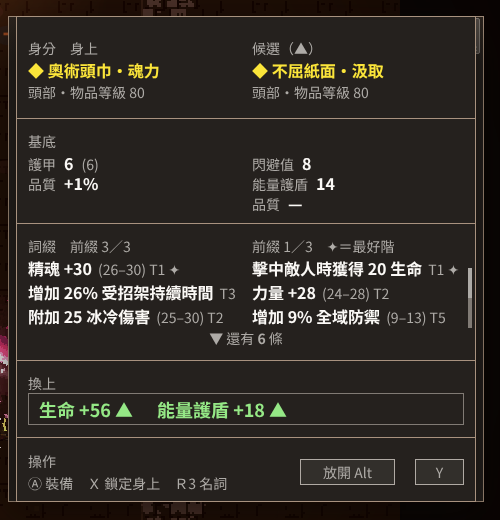 身分　身上　候選（▲）
◆ 奧術頭巾・魂力　◆ 不屈紙面・汲取
頭部・物品等級 80　頭部・物品等級 80
基底
護甲 6 (6)　閃避值 8
品質 +1%　能量護盾 14
品質 —
詞綴　前綴 3／3　前綴 1／3　✦＝最好階
精魂 +30 (26–30) T1 ✦　擊中敵人時獲得 20 生命 T1 ✦
增加 26% 受招架持續時間 T3　力量 +28 (24–28) T2
附加 25 冰冷傷害 (25–30) T2　增加 9% 全域防禦 (9–13) T5
▼ 還有 6 條
換上
生命 +56 ▲　能量護盾 +18 ▲
操作
Ⓐ 裝備　X 鎖定身上　R3 名詞　放開 Alt　Y